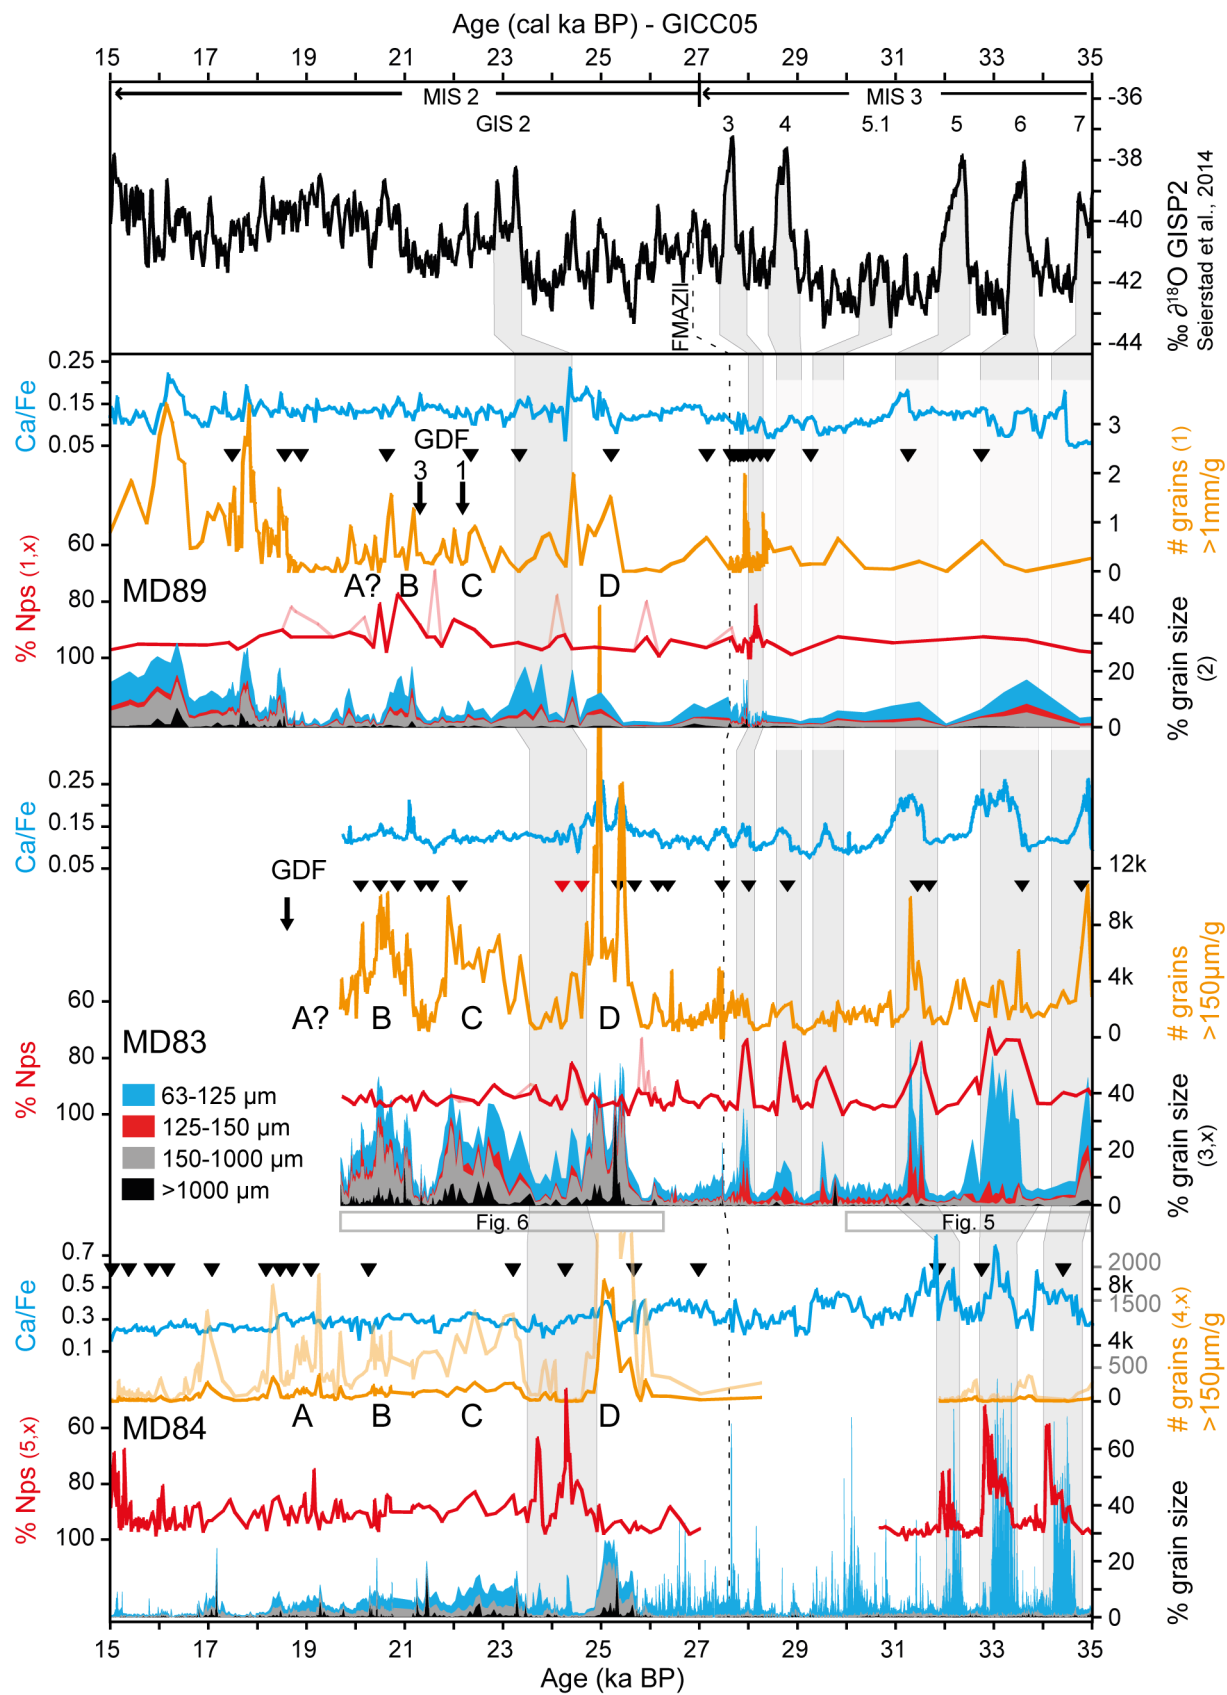 Age (cal ka BP) - GICC05
15 17 19 21 23 25 27 29 31 33 35
MIS 2 MIS 3
GIS 2 3 4 5.1 5 6 7
-36
-38
-40
-42
-44
‰ ∂18O GISP2
Seierstad et al., 2014
FMAZII
0.25
0.15
0.05
Ca/Fe
GDF
3 1
3
2
1
0
# grains (1)
>1mm/g
60
80
100
% Nps (1,x)
A? B C D
MD89
40
20
0
% grain size
(2)
0.25
0.15
0.05
Ca/Fe
GDF
12k
8k
4k
0
# grains
>150µm/g
60
80
100
% Nps
A? B C D
MD83
63-125 µm
125-150 µm
150-1000 µm
>1000 µm
40
20
0
% grain size
(3,x)
Fig. 6 Fig. 5
0.7
0.5
0.3
0.1
Ca/Fe
2000
8k
1500
4k
500
0
# grains (4,x)
>150µm/g
A B C D
MD84
60
80
100
% Nps (5,x)
60
40
20
0
% grain size
15 17 19 21 23 25 27 29 31 33 35
Age (ka BP)